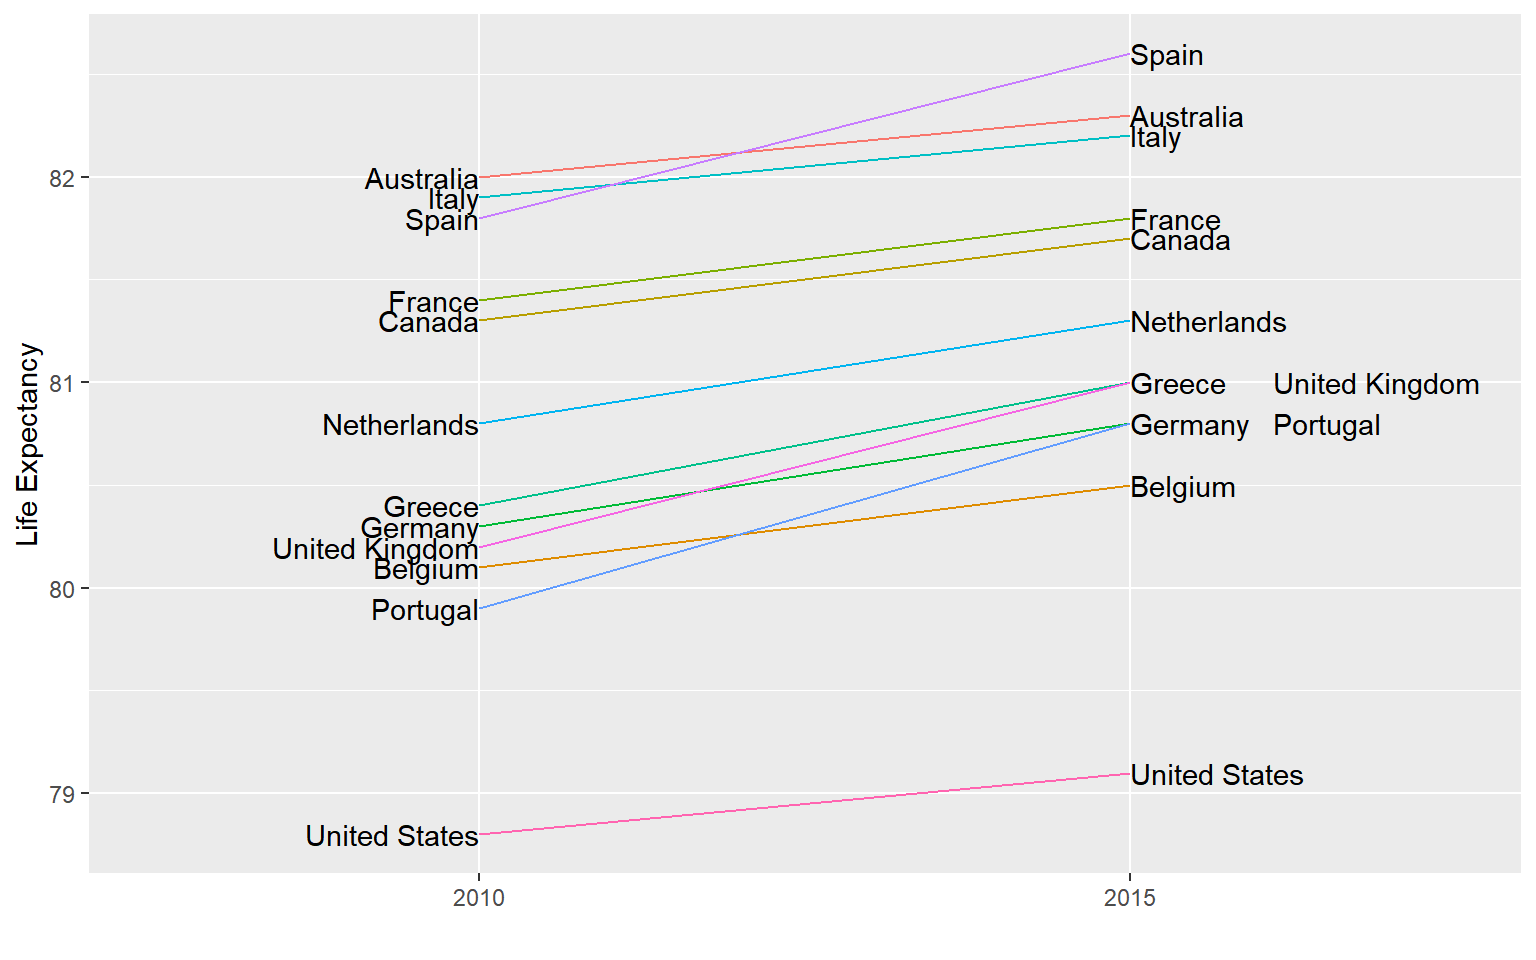 Life Expectancy
82
81
80
79
Australia
Italy
Spain
France
Canada
Netherlands
Greece
Germany
United Kingdom
Belgium
Portugal
United States
Spain
Australia
Italy
France
Canada
Netherlands
Greece United Kingdom
Germany Portugal
Belgium
United States
2010 2015